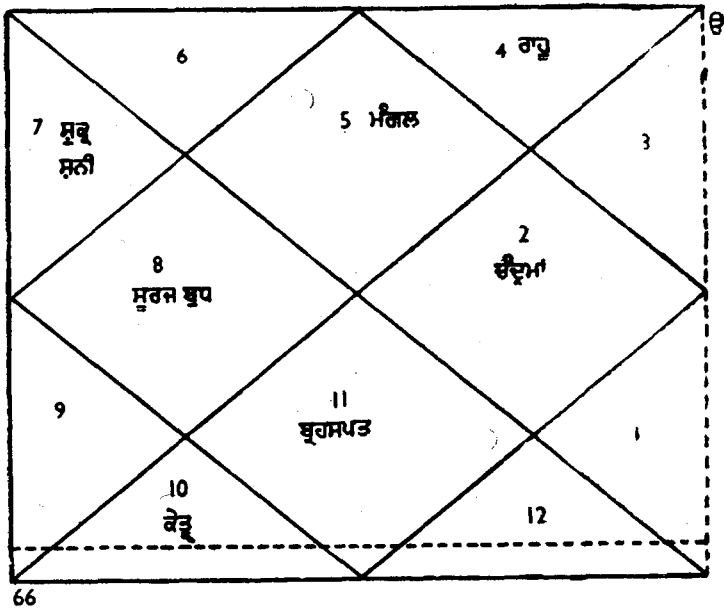 ੳ
6
4 ਰਾਹੂ
5 ਮੰਗਲ
7 ਸ਼ੁਕ੍ਰ
ਸ਼ਨੀ
3
2
ਚੰਦ੍ਰਮਾਂ
8
ਸੂਰਜ ਬੁਧ
9
11
ਬ੍ਰਹਸਪਤ
1
10
ਕੇਤੂ
12
66